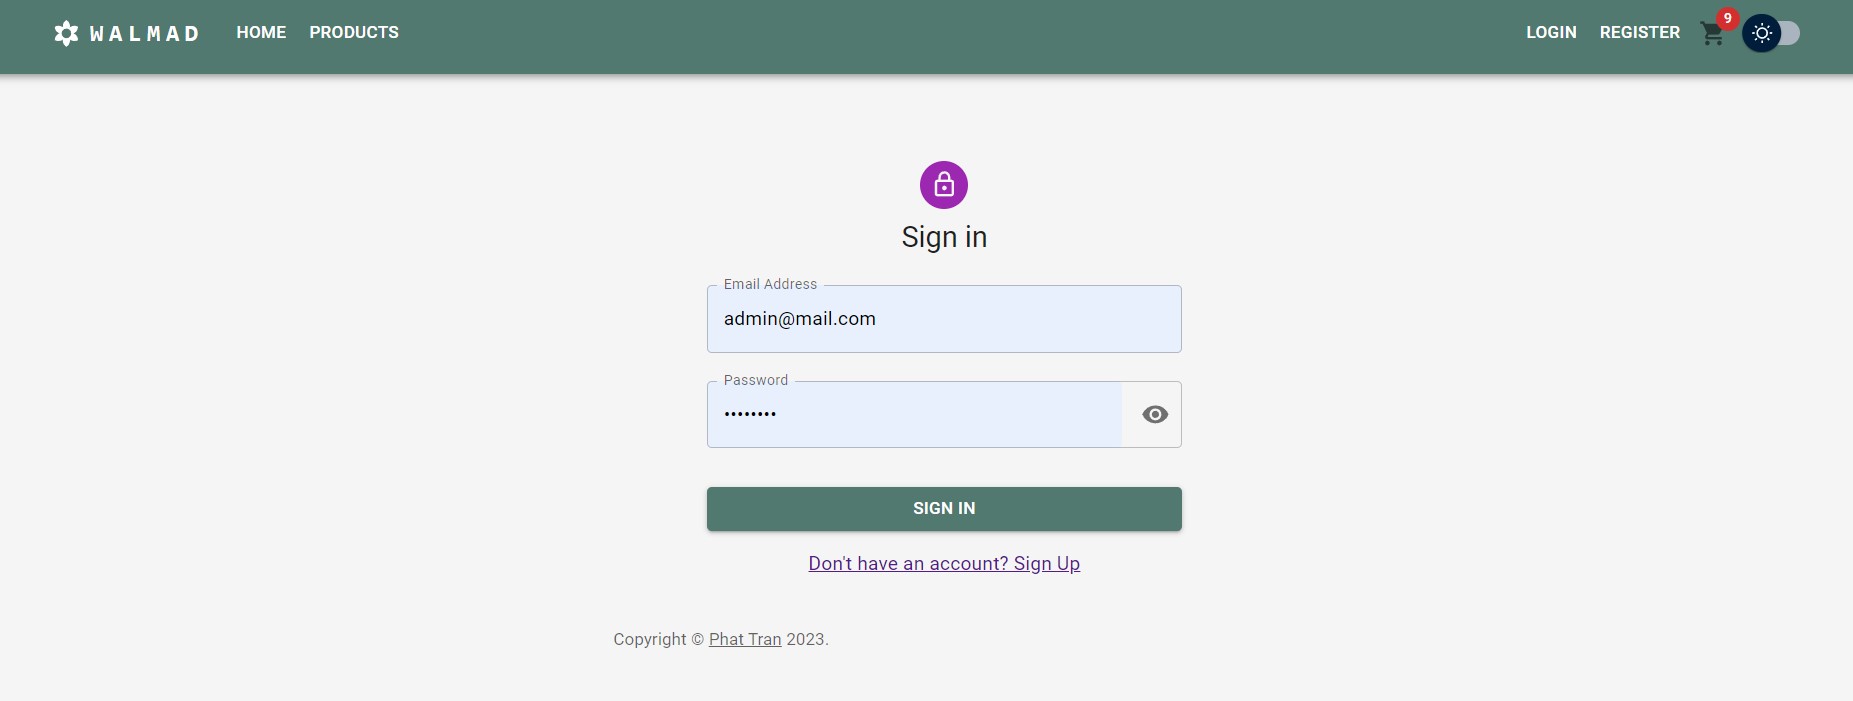 WALMAD HOME PRODUCTS LOGIN REGISTER 9
Sign in
Email Address
admin@mail.com
Password
••••••••
SIGN IN
Don't have an account? Sign Up
Copyright © Phat Tran 2023.